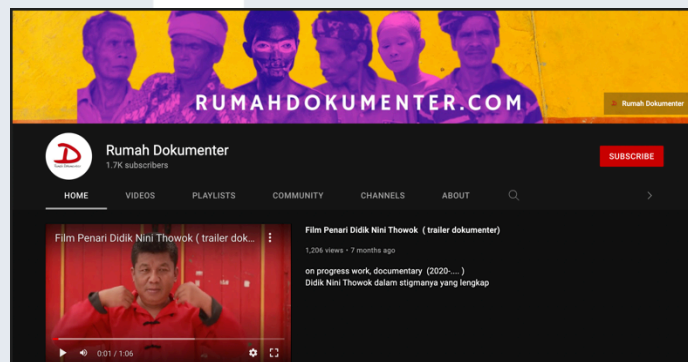 RUMAHDOKUMENTER.COM
Rumah Dokumenter
Rumah Dokumenter
1.7K subscribers
SUBSCRIBE
HOME VIDEOS PLAYLISTS COMMUNITY CHANNELS ABOUT
Film Penari Didik Nini Thowok ( trailer dok...
0:01 / 1:06
Film Penari Didik Nini Thowok ( trailer dokumenter)
1,206 views • 7 months ago
on progress work, documentary (2020-.... )
Didik Nini Thowok dalam stigmanya yang lengkap